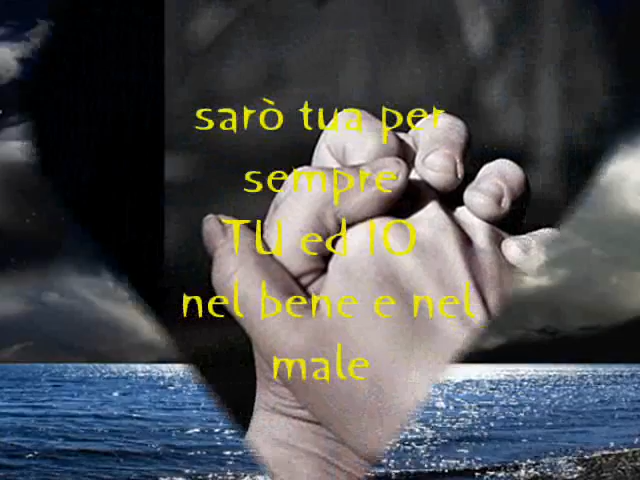 sarò tua per
sempre
TU ed IO
nel bene e nel
male